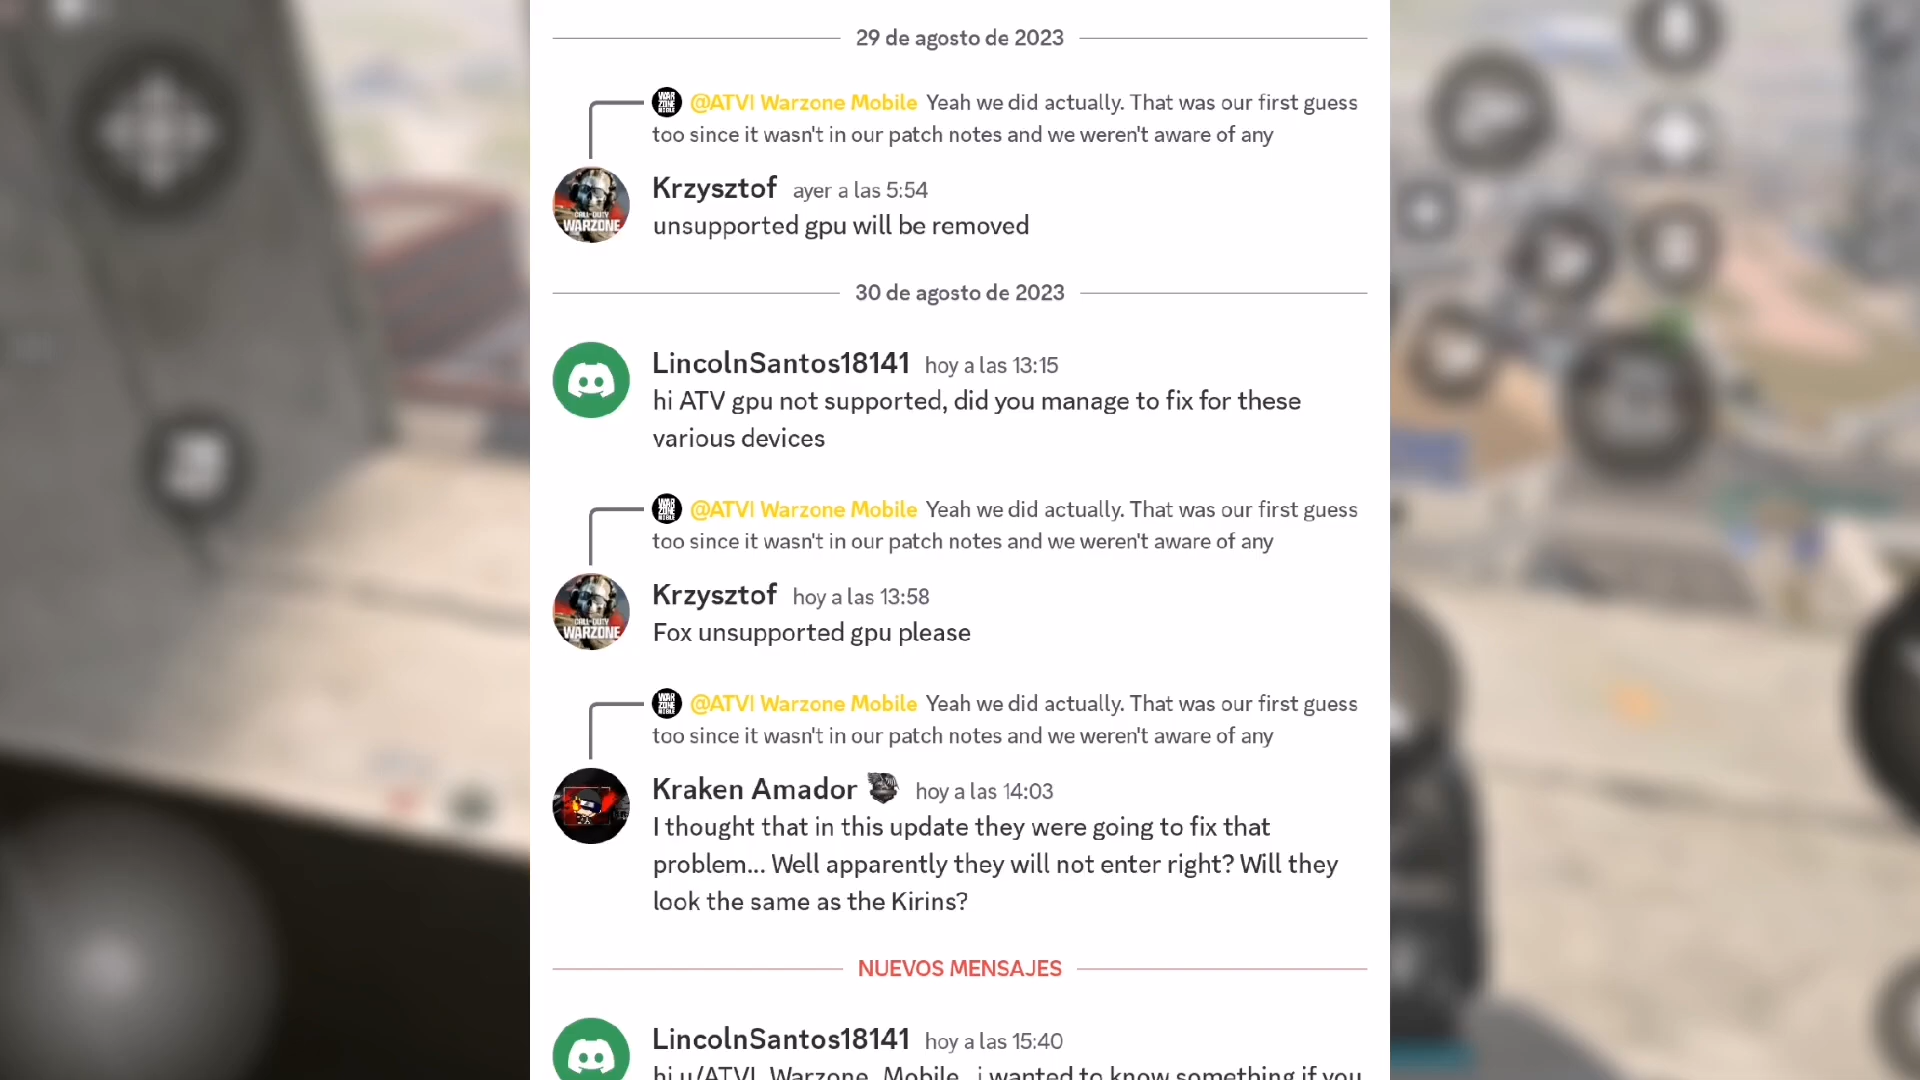 29 de agosto de 2023
@ATVI Warzone Mobile Yeah we did actually. That was our first guess
too since it wasn't in our patch notes and we weren't aware of any
Krzysztof ayer a las 5:54
unsupported gpu will be removed
30 de agosto de 2023
LincolnSantos18141 hoy a las 13:15
hi ATV gpu not supported, did you manage to fix for these
various devices
@ATVI Warzone Mobile Yeah we did actually. That was our first guess
too since it wasn't in our patch notes and we weren't aware of any
Krzysztof hoy a las 13:58
Fox unsupported gpu please
@ATVI Warzone Mobile Yeah we did actually. That was our first guess
too since it wasn't in our patch notes and we weren't aware of any
Kraken Amador hoy a las 14:03
I thought that in this update they were going to fix that
problem... Well apparently they will not enter right? Will they
look the same as the Kirins?
NUEVOS MENSAJES
LincolnSantos18141 hoy a las 15:40
hi u/ATVI_Warzone_Mobile, i wanted to know something if you